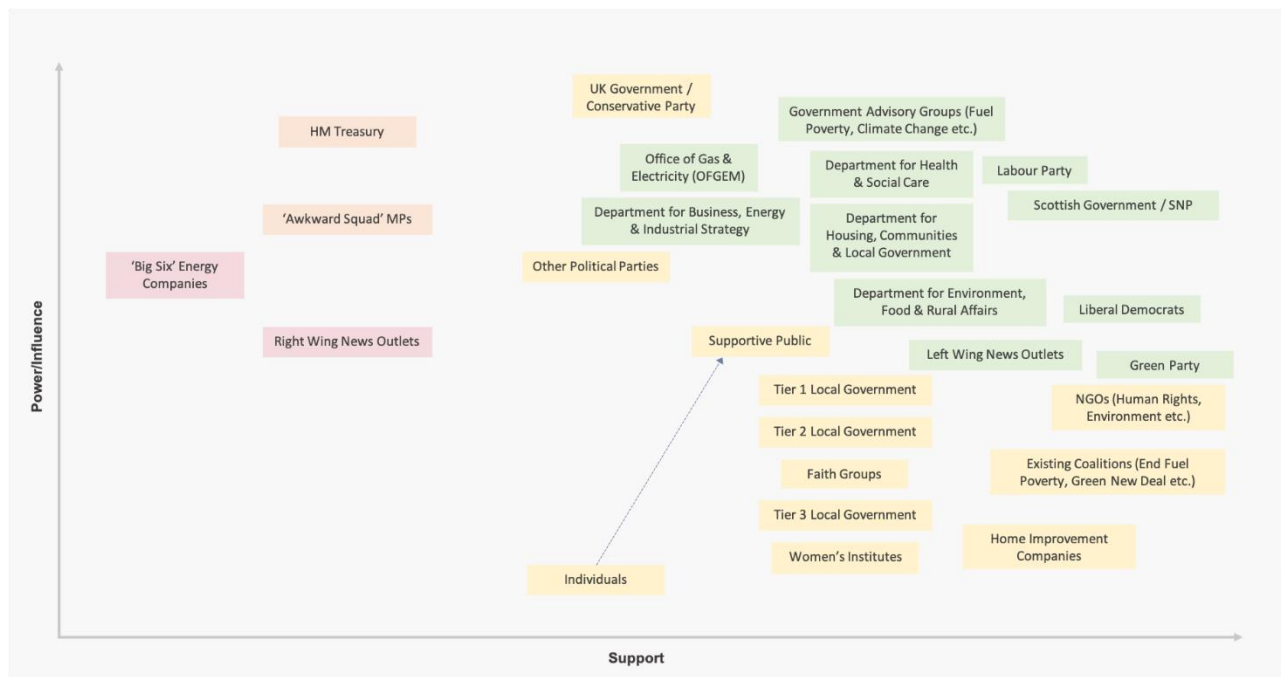 UK Government /
Conservative Party
Government Advisory Groups (Fuel
Poverty, Climate Change etc.)
HM Treasury
Office of Gas &
Electricity (OFGEM)
Department for Health
& Social Care
Labour Party
Scottish Government / SNP
‘Awkward Squad’ MPs
Department for Business, Energy
& Industrial Strategy
Department for
Housing, Communities
& Local Government
‘Big Six’ Energy
Companies
Other Political Parties
Department for Environment,
Food & Rural Affairs
Liberal Democrats
Right Wing News Outlets
Supportive Public
Left Wing News Outlets
Green Party
Tier 1 Local Government
NGOs (Human Rights,
Environment etc.)
Tier 2 Local Government
Faith Groups
Existing Coalitions (End Fuel
Poverty, Green New Deal etc.)
Tier 3 Local Government
Women’s Institutes
Home Improvement
Companies
Individuals
Power/Influence
Support